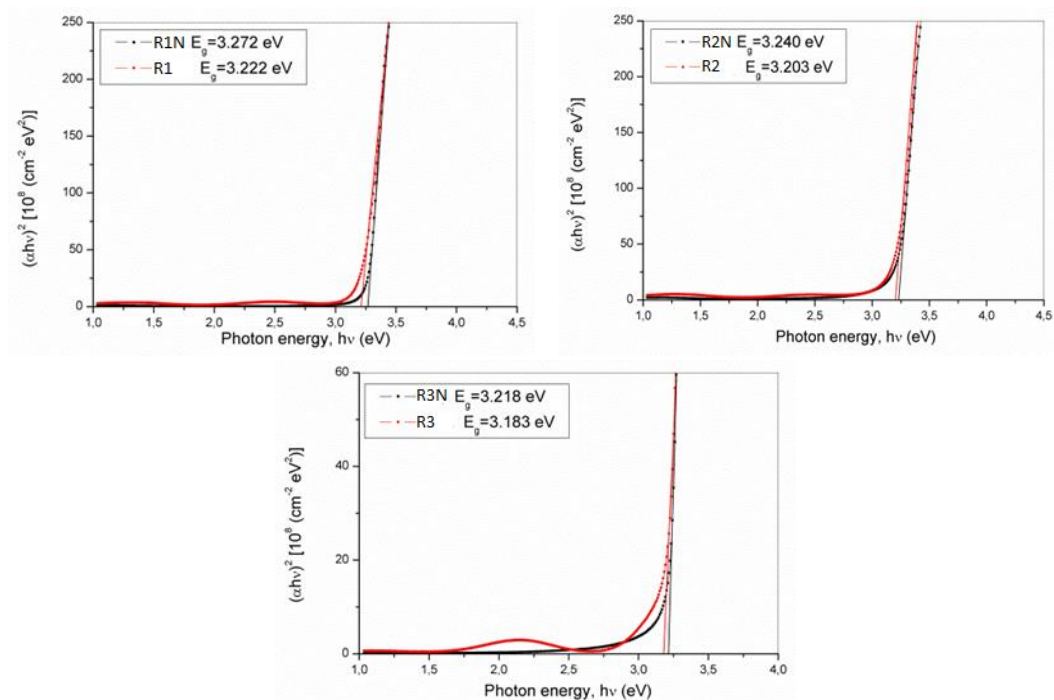 R1N E_g=3.272 eV
R1 E_g=3.222 eV
(αhν)² [10⁸ (cm⁻² eV²)]
250
200
150
100
50
0
1,0 1,5 2,0 2,5 3,0 3,5 4,0 4,5
Photon energy, hν (eV)
R2N E_g=3.240 eV
R2 E_g=3.203 eV
(αhν)² [10⁸ (cm⁻² eV²)]
250
200
150
100
50
0
1,0 1,5 2,0 2,5 3,0 3,5 4,0 4,5
Photon energy, hν (eV)
R3N E_g=3.218 eV
R3 E_g=3.183 eV
(αhν)² [10⁸ (cm⁻² eV²)]
60
40
20
0
1,0 1,5 2,0 2,5 3,0 3,5 4,0
Photon energy, hν (eV)